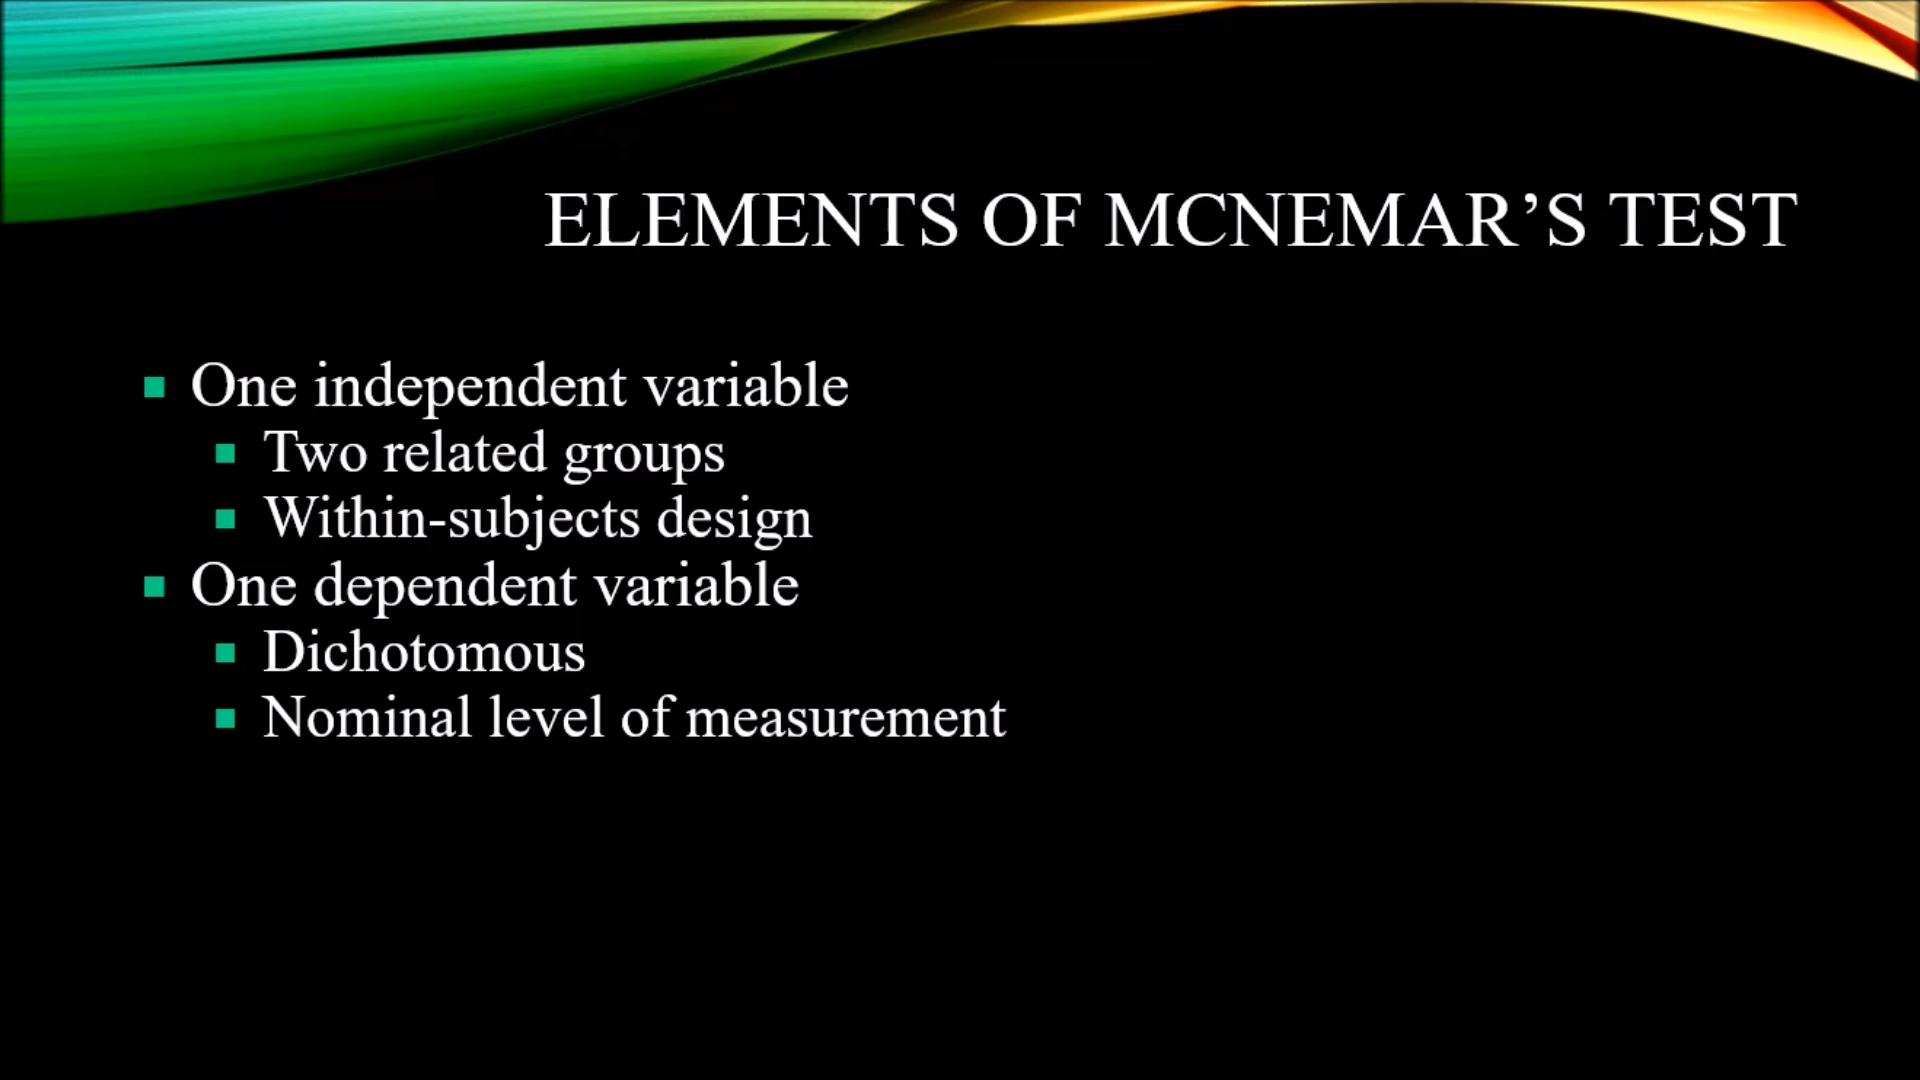 ELEMENTS OF MCNEMAR’S TEST
One independent variable
Two related groups
Within-subjects design
One dependent variable
Dichotomous
Nominal level of measurement